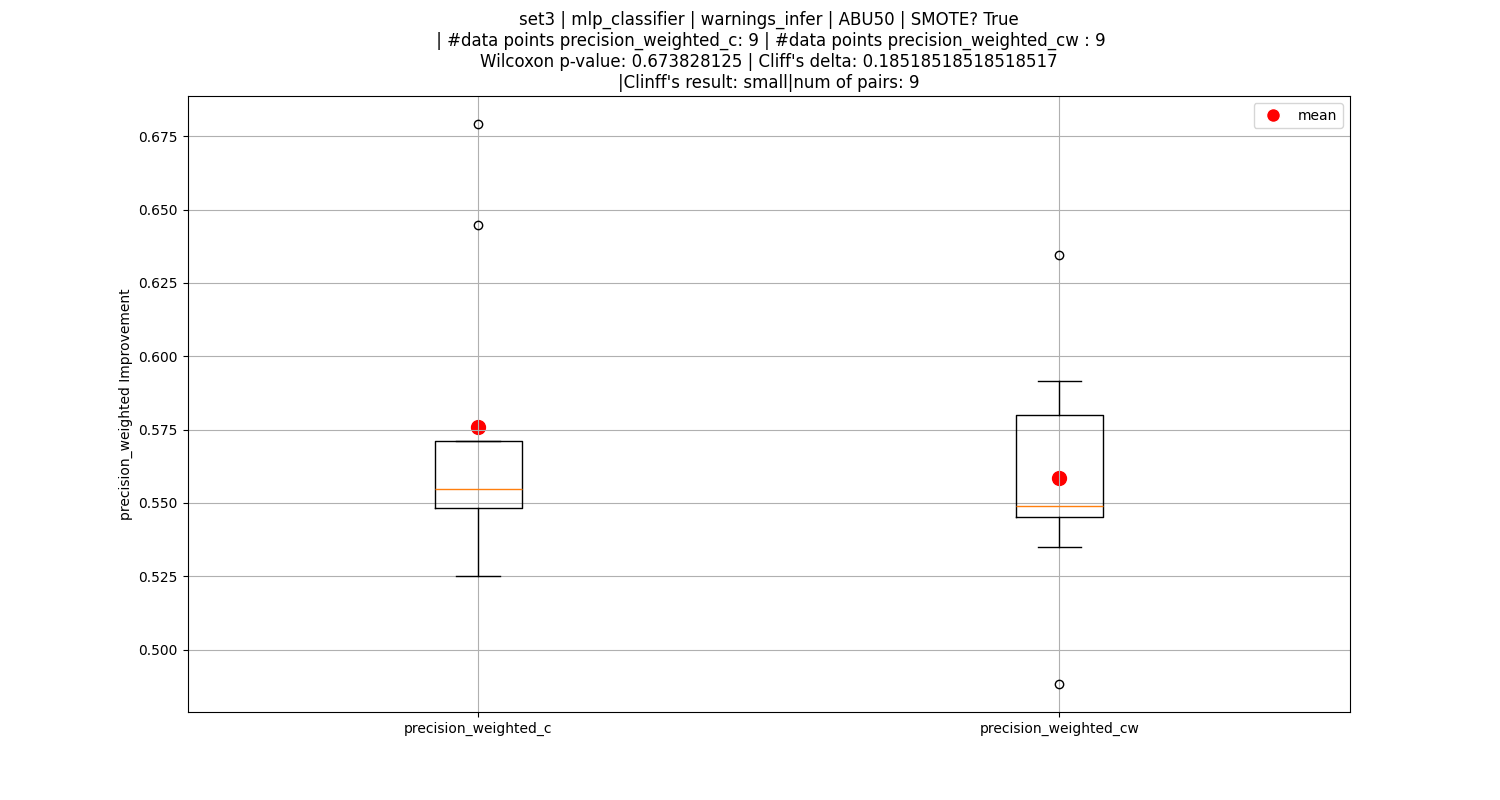 set3 | mlp_classifier | warnings_infer | ABU50 | SMOTE? True
| #data points precision_weighted_c: 9 | #data points precision_weighted_cw : 9
Wilcoxon p-value: 0.673828125 | Cliff's delta: 0.18518518518518517
|Clinff's result: small|num of pairs: 9
mean
precision_weighted Improvement
0.675
0.650
0.625
0.600
0.575
0.550
0.525
0.500
precision_weighted_c
precision_weighted_cw